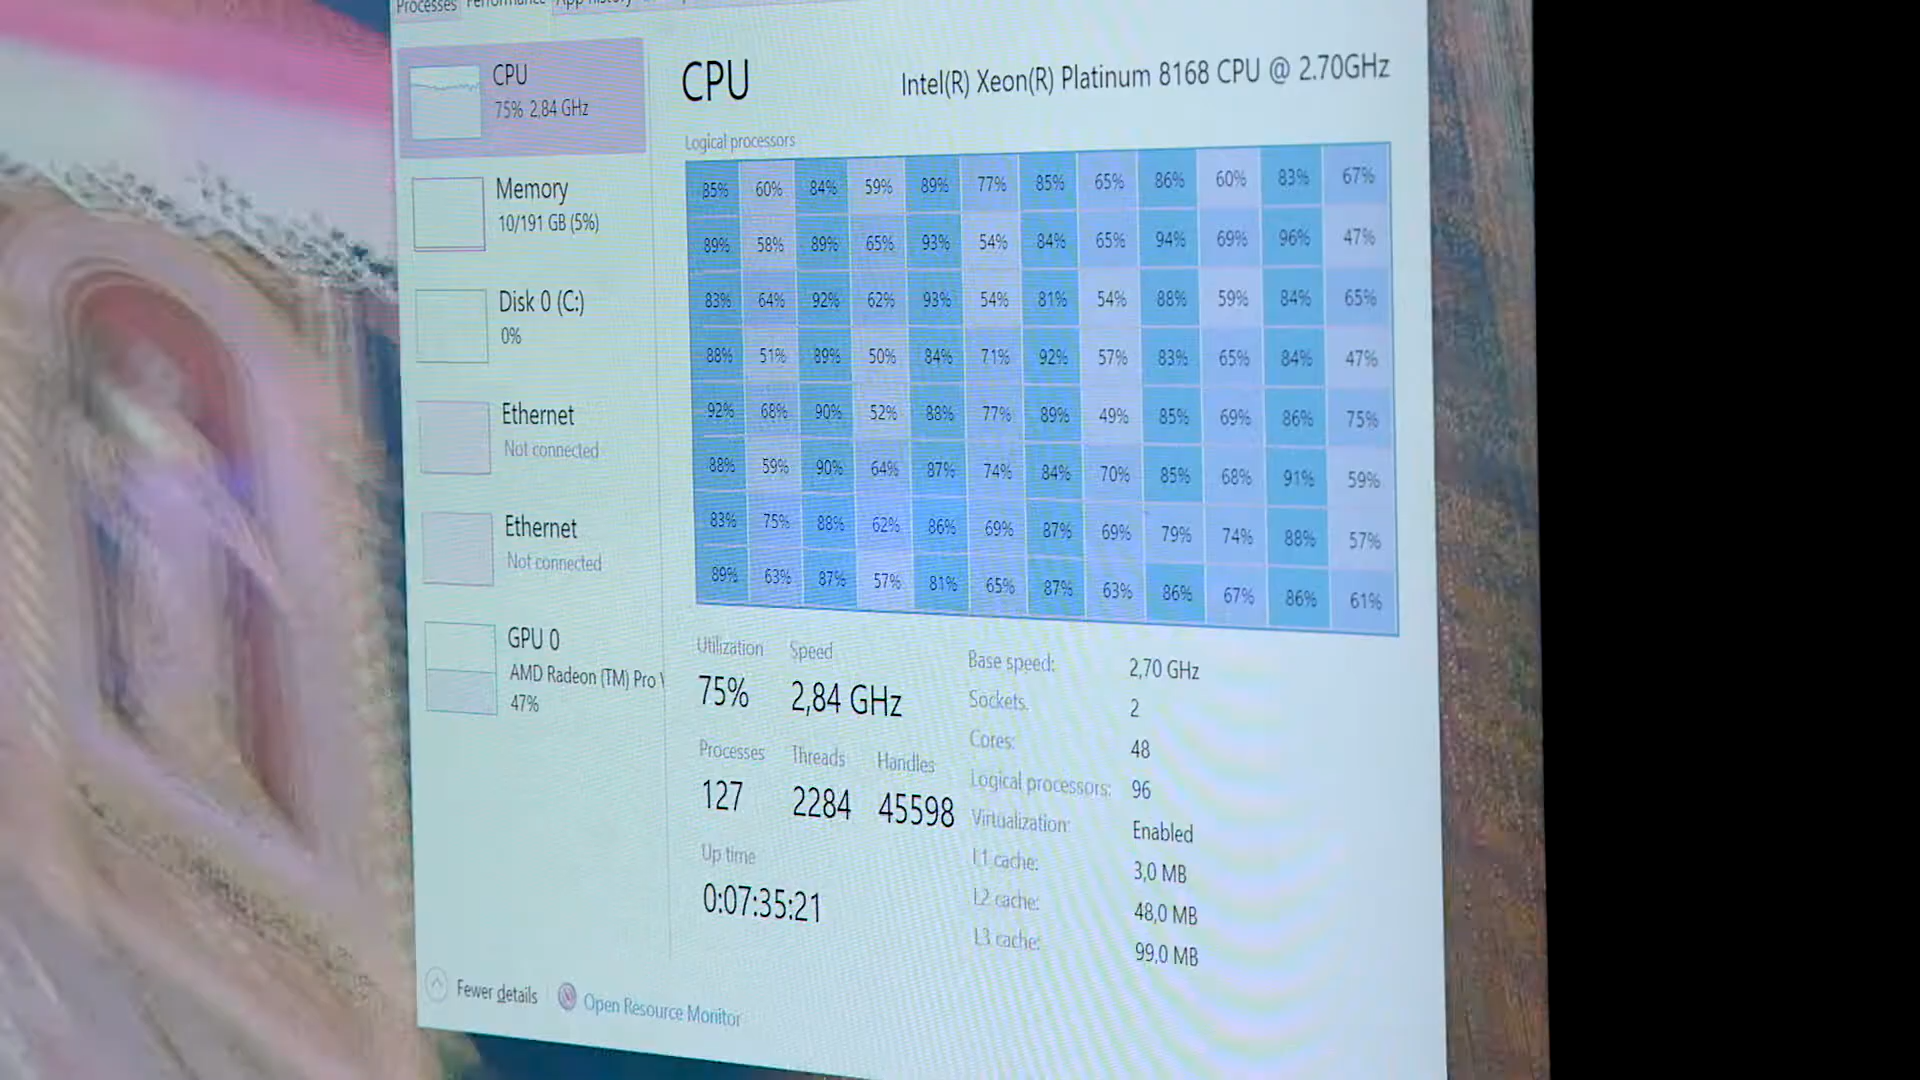 Processes Performance App history
CPU
75% 2,84 GHz
Memory
10/191 GB (5%)
Disk 0 (C:)
0%
Ethernet
Not connected
Ethernet
Not connected
GPU 0
AMD Radeon (TM) Pro
47%
CPU
Intel(R) Xeon(R) Platinum 8168 CPU @ 2.70GHz
Logical processors
85% 60% 84% 59% 89% 77% 85% 65% 86% 60% 83% 67%
89% 58% 89% 65% 93% 54% 84% 65% 94% 69% 96% 47%
83% 64% 92% 62% 93% 54% 81% 54% 88% 59% 84% 65%
88% 51% 89% 50% 84% 71% 92% 57% 83% 65% 84% 47%
92% 68% 90% 52% 88% 77% 89% 49% 85% 69% 86% 75%
88% 59% 90% 64% 87% 74% 84% 70% 85% 68% 91% 59%
83% 75% 88% 62% 86% 69% 87% 69% 79% 74% 88% 57%
89% 63% 87% 57% 81% 65% 87% 63% 86% 67% 86% 61%
Utilization Speed
75% 2,84 GHz
Processes Threads Handles
127 2284 45598
Up time
0:07:35:21
Base speed: 2,70 GHz
Sockets: 2
Cores: 48
Logical processors: 96
Virtualization: Enabled
L1 cache: 3,0 MB
L2 cache: 48,0 MB
L3 cache: 99,0 MB
Fewer details
Open Resource Monitor